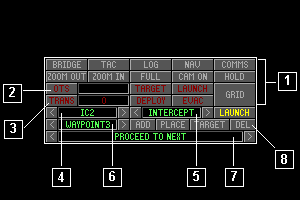 BRIDGE TAC LOG NAV COMMS
ZOOM OUT ZOOM IN FULL CAM ON HOLD
1
2 DTS TARGET LAUNCH GRID
3 TRANS 0 DEPLOY EVAC
< IC2 > < INTERCEPT > LAUNCH
< WAYPOINT3 > ADD PLACE TARGET DEL
< PROCEED TO NEXT >
4 6 5 7 8